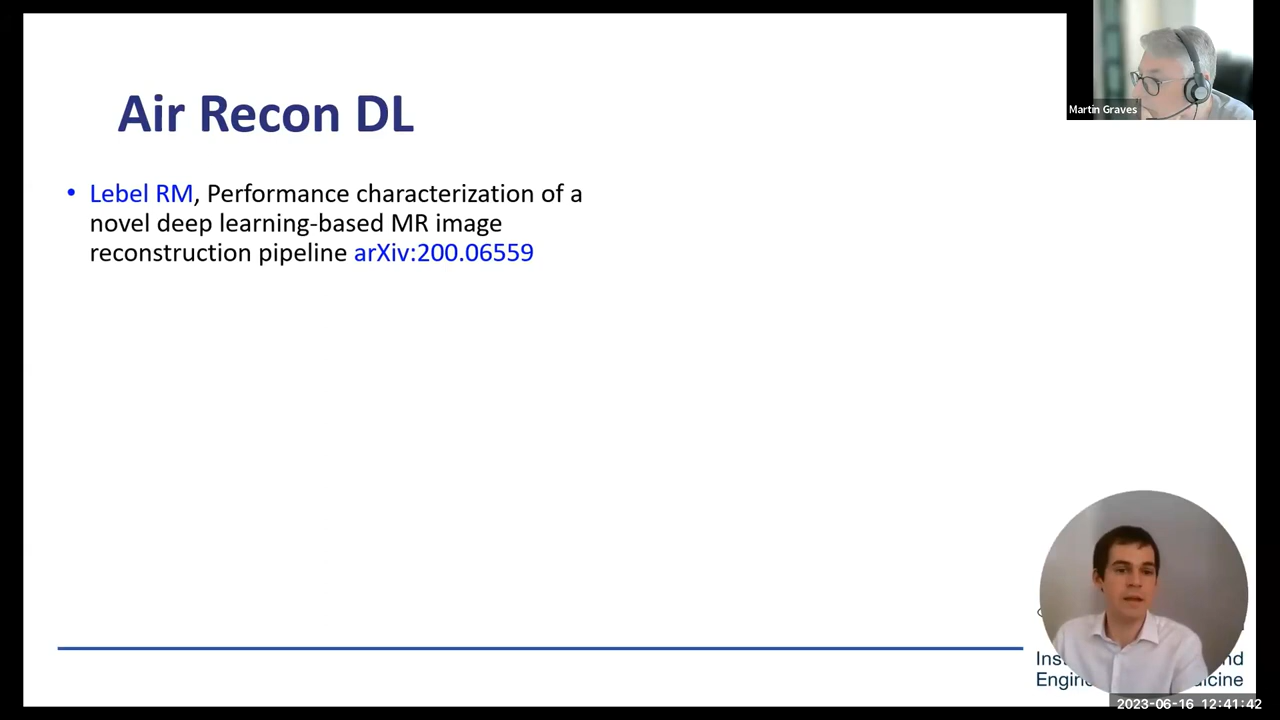 Air Recon DL
Martin Graves
• Lebel RM, Performance characterization of a
novel deep learning-based MR image
reconstruction pipeline arXiv:200.06559
2023-06-16 12:41:42